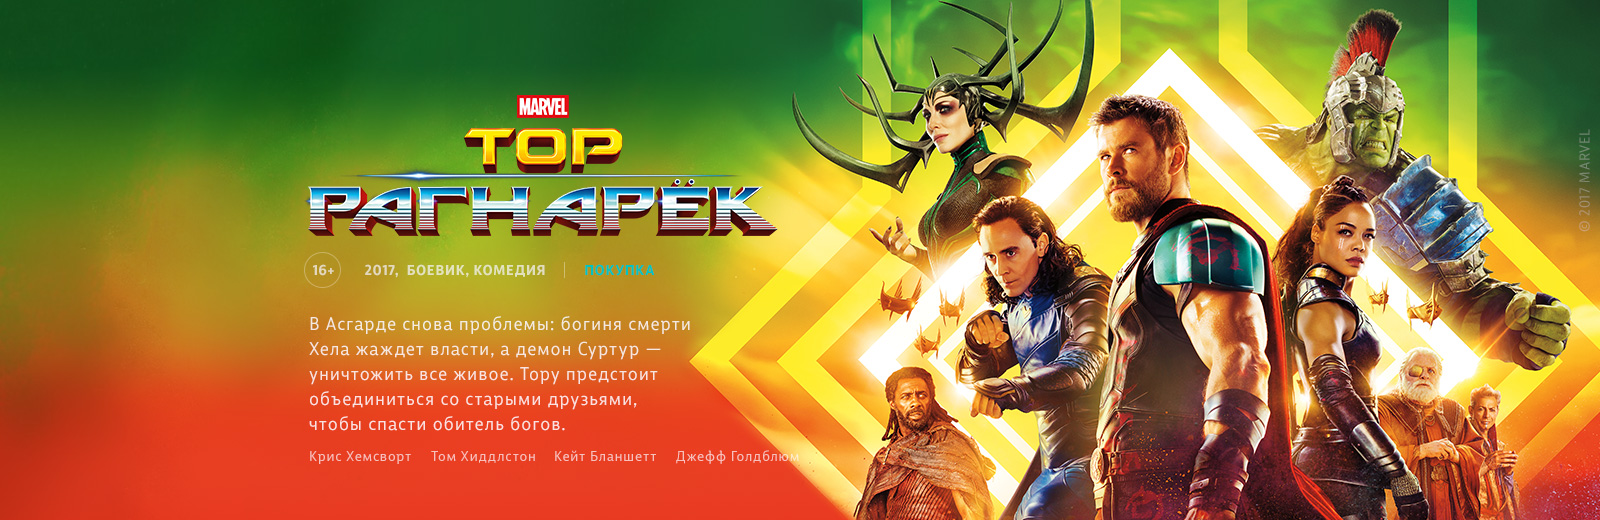 MARVEL
ТОР
РАГНАРЁК
16+ 2017, БОЕВИК, КОМЕДИЯ | ПОКУПКА
В Асгарде снова проблемы: богиня смерти
Хела жаждет власти, а демон Суртур —
уничтожить все живое. Тору предстоит
объединиться со старыми друзьями,
чтобы спасти обитель богов.
Крис Хемсворт Том Хиддлстон Кейт Бланшетт Джефф Голдблюм
© 2017 MARVEL